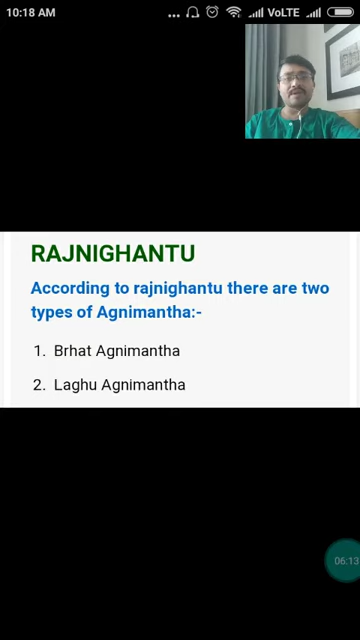 10:18 AM
... VoLTE
RAJNIGHANTU
According to rajnighantu there are two
types of Agnimantha:-
1. Brhat Agnimantha
2. Laghu Agnimantha
06:13